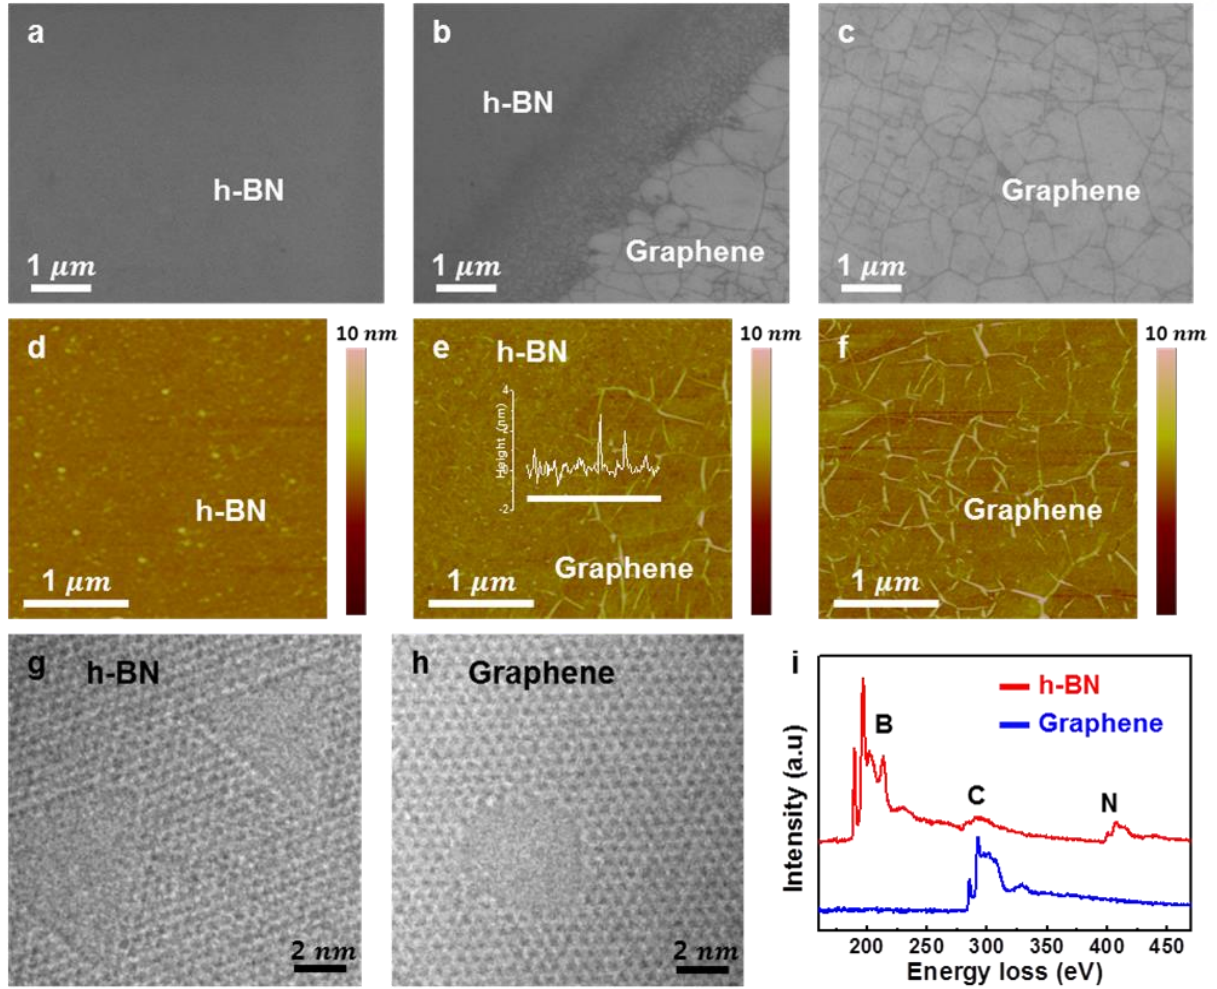 a
h-BN
1 μm
b
h-BN
Graphene
1 μm
c
Graphene
1 μm
d
h-BN
1 μm
10 nm
e
h-BN
4
2
0
-2
Height (nm)
Graphene
1 μm
10 nm
f
Graphene
1 μm
10 nm
g
h-BN
2 nm
h
Graphene
2 nm
i
h-BN
Graphene
B
C
N
Intensity (a.u)
200 250 300 350 400 450
Energy loss (eV)